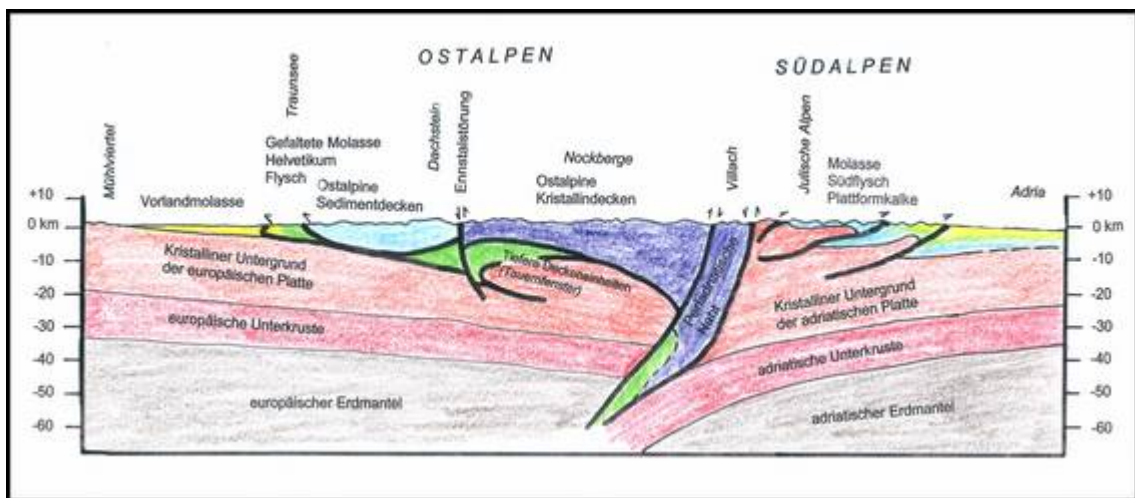 OSTALPEN
SÜDALPEN
Mühlviertel
Traunsee
Gefaltete Molasse
Helvetikum
Flysch
Ostalpine
Sedimentdecken
Dachstein
Ennstalstörung
Nockberge
Ostalpine
Kristallindecken
Villach
Julische Alpen
Molasse
Südflysch
Plattformkalke
Adria
Vorlandmolasse
+10
0 km
-10
-20
-30
-40
-50
-60
+10
0 km
-10
-20
-30
-40
-50
-60
Kristalliner Untergrund
der europäischen Platte
europäische Unterkruste
europäischer Erdmantel
Tiefere Deckeneinheiten
(Tauernfenster)
Periadriatische
Naht
Kristalliner Untergrund
der adriatischen Platte
adriatische Unterkruste
adriatischer Erdmantel